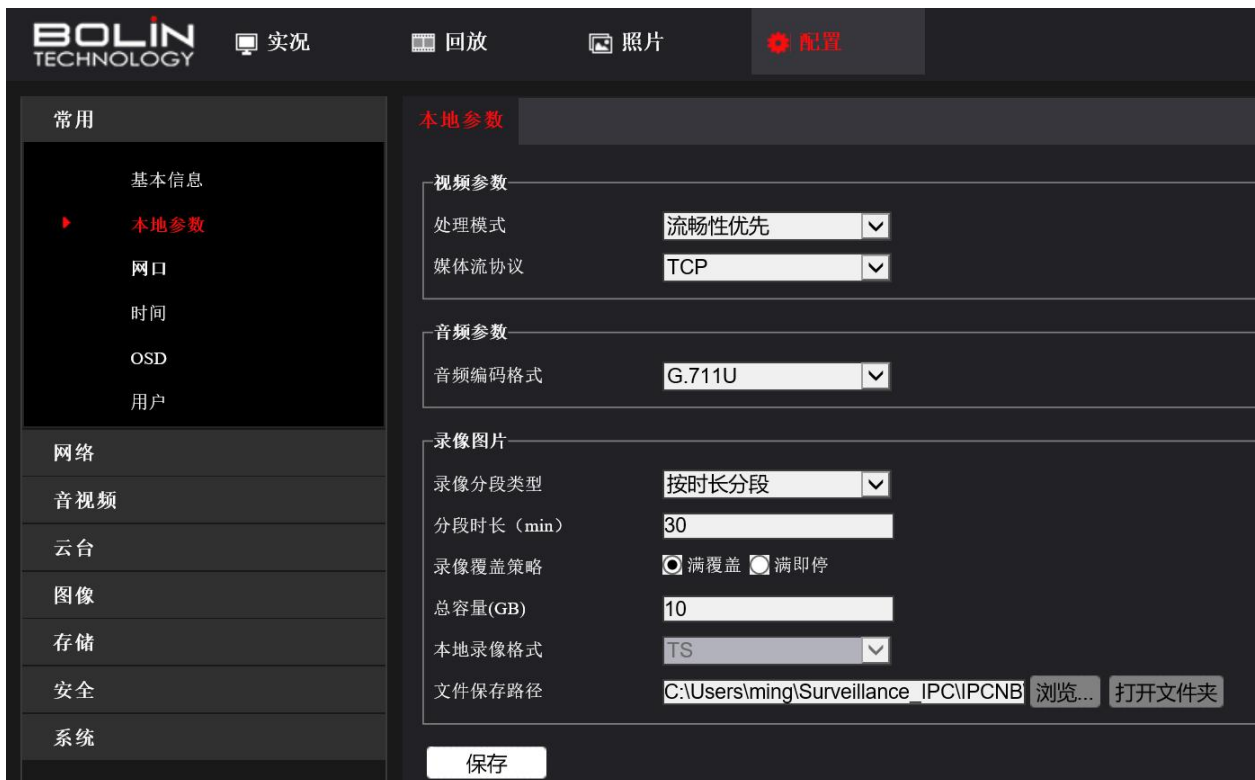 BOLIN
TECHNOLOGY
实况
回放
照片
配置
常用
基本信息
本地参数
网口
时间
OSD
用户
网络
音视频
云台
图像
存储
安全
系统
本地参数
视频参数
处理模式 流畅性优先
媒体流协议 TCP
音频参数
音频编码格式 G.711U
录像图片
录像分段类型 按时长分段
分段时长（min） 30
录像覆盖策略 满覆盖 满即停
总容量(GB) 10
本地录像格式 TS
文件保存路径 C:\Users\ming\Surveillance_IPC\IPCNB 浏览... 打开文件夹
保存